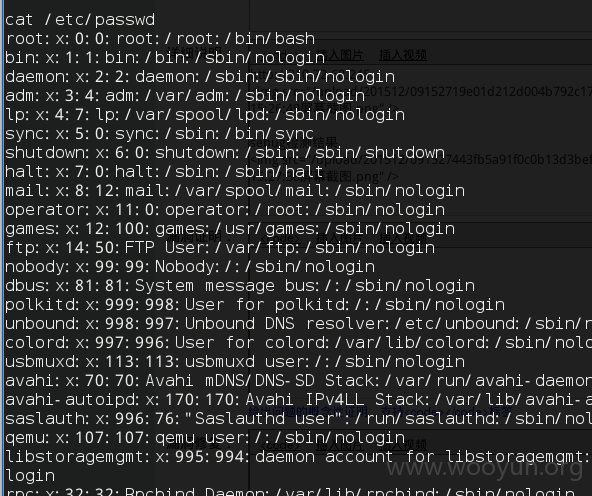 cat /etc/passwd
root:x:0:0:root:/root:/bin/bash
bin:x:1:1:bin:/bin:/sbin/nologin
daemon:x:2:2:daemon:/sbin:/sbin/nologin
adm:x:3:4:adm:/var/adm:/sbin/nologin
lp:x:4:7:lp:/var/spool/lpd:/sbin/nologin
sync:x:5:0:sync:/sbin:/bin/sync
shutdown:x:6:0:shutdown:/sbin:/sbin/shutdown
halt:x:7:0:halt:/sbin:/sbin/halt
mail:x:8:12:mail:/var/spool/mail:/sbin/nologin
operator:x:11:0:operator:/root:/sbin/nologin
games:x:12:100:games:/usr/games:/sbin/nologin
ftp:x:14:50:FTP User:/var/ftp:/sbin/nologin
nobody:x:99:99:Nobody:/:/sbin/nologin
dbus:x:81:81:System message bus:/:/sbin/nologin
polkitd:x:999:998:User for polkitd:/:/sbin/nologin
unbound:x:998:997:Unbound DNS resolver:/etc/unbound:/sbin/n
colord:x:997:996:User for colord:/var/lib/colord:/sbin/nolo
usbmuxd:x:113:113:usbmuxd user:/:/sbin/nologin
avahi:x:70:70:Avahi mDNS/DNS-SD Stack:/var/run/avahi-daemon
avahi-autoipd:x:170:170:Avahi IPv4LL Stack:/var/lib/avahi-a
saslauth:x:996:76:"Saslauthd user":/run/saslauthd:/sbin/nol
qemu:x:107:107:qemu user:/:/sbin/nologin
libstoragemgmt:x:995:994:daemon account for libstoragemgmt:
login
rpc:x:32:32:Rpcbind Daemon:/var/lib/rpcbind:/sbin/nologin
插入图片 插入视频
www.wooyun.org